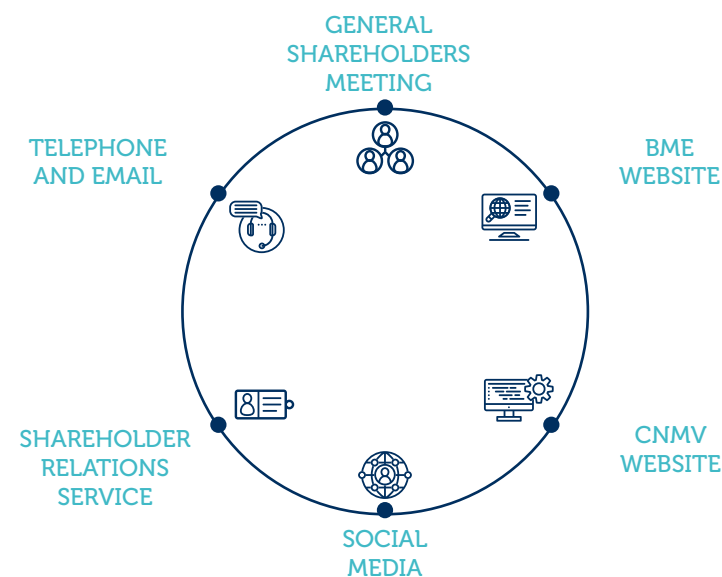 GENERAL
SHAREHOLDERS
MEETING
TELEPHONE
AND EMAIL
BME
WEBSITE
SHAREHOLDER
RELATIONS
SERVICE
CNMV
WEBSITE
SOCIAL
MEDIA